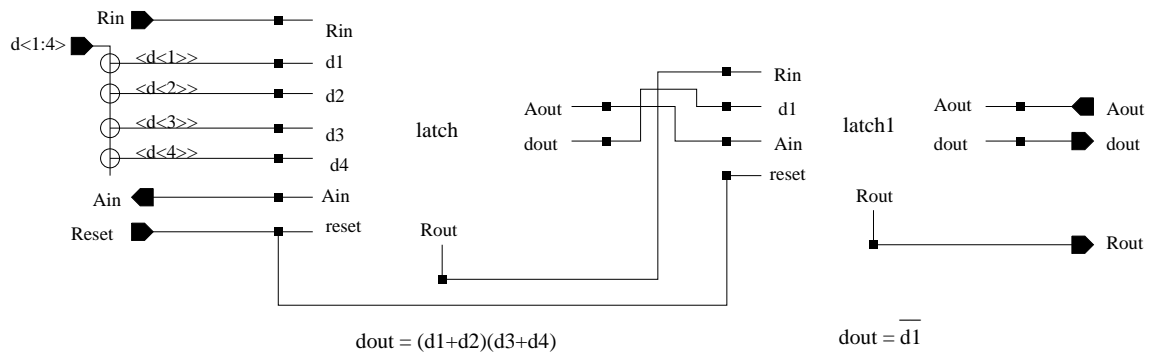 Rin
Rin
d<1:4>
<d<1>>
d1
<d<2>>
d2
<d<3>>
d3
<d<4>>
d4
Ain
Ain
Reset
reset
latch
Aout
dout
Rout
Rin
d1
Ain
reset
latch1
Aout
Aout
dout
dout
Rout
Rout
dout = (d1+d2)(d3+d4)
dout = d̅1̅